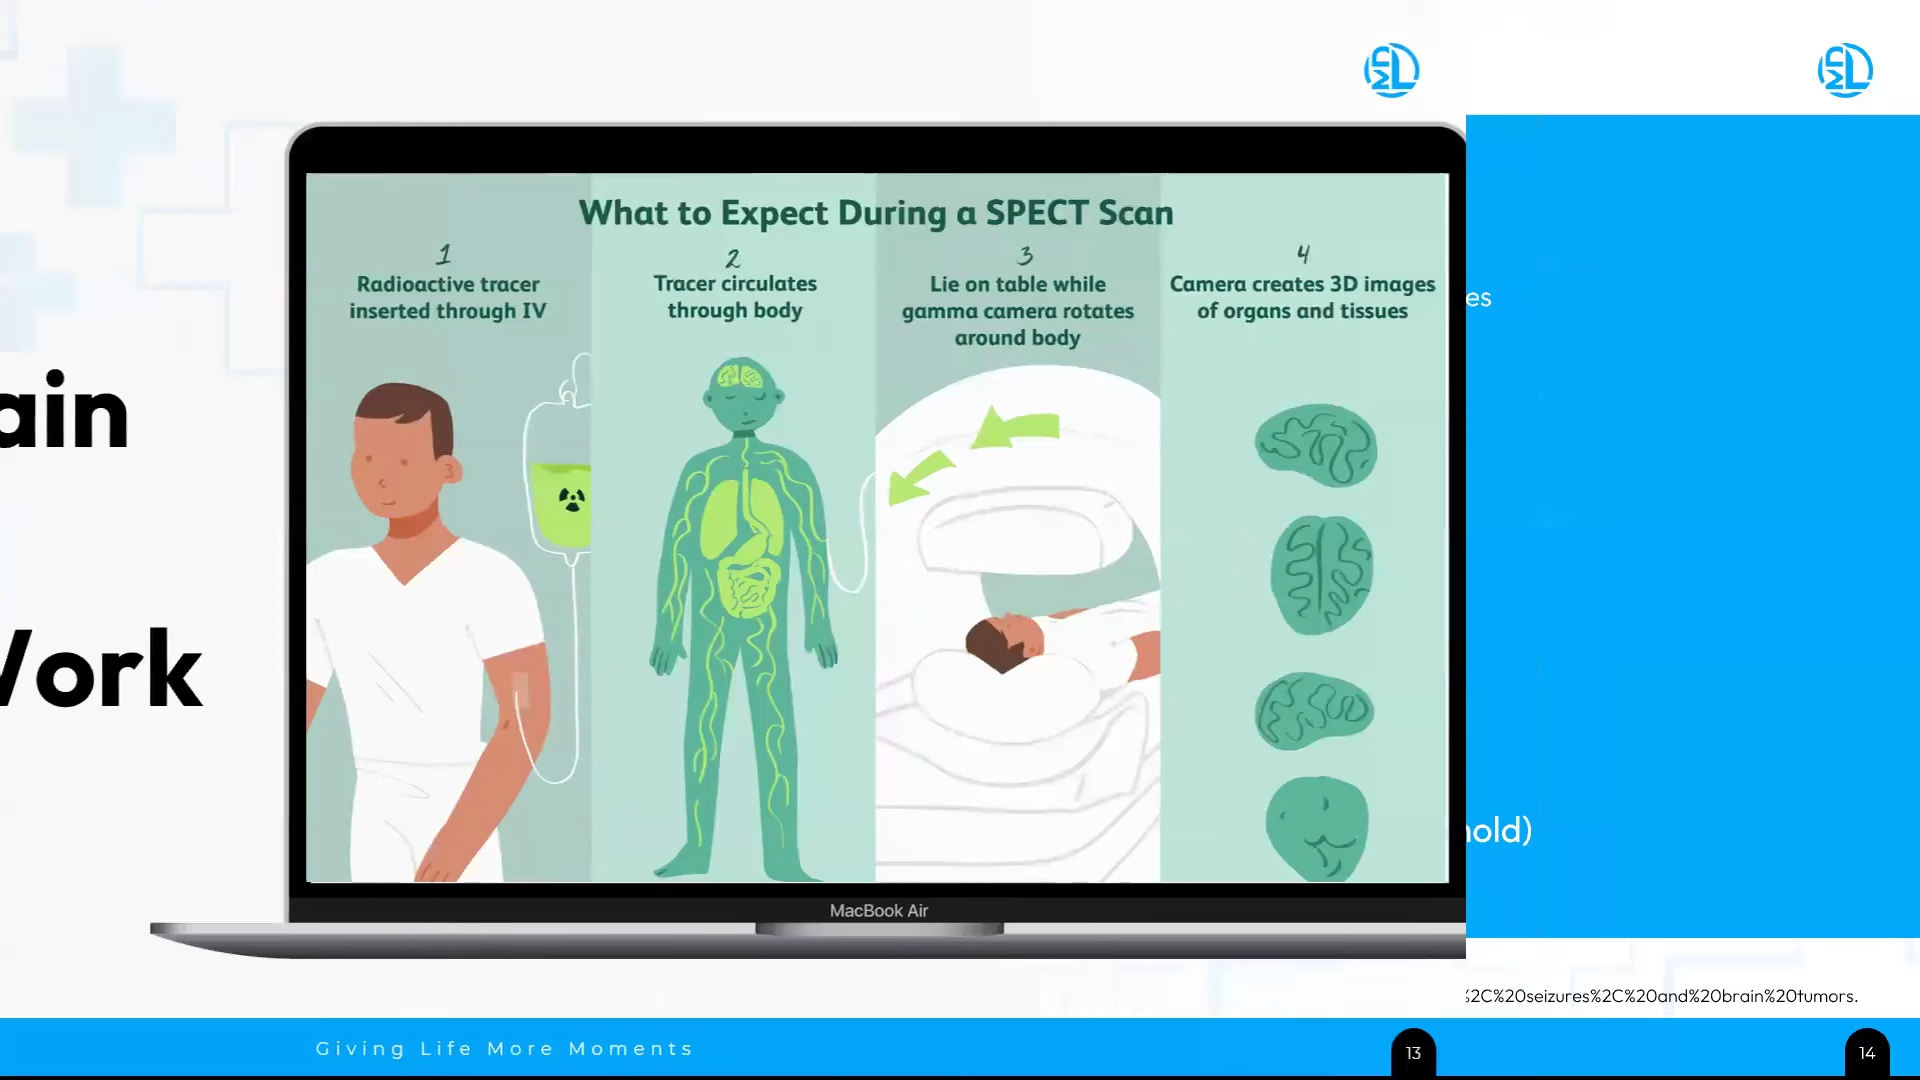 What to Expect During a SPECT Scan
1
Radioactive tracer
inserted through IV
2
Tracer circulates
through body
3
Lie on table while
gamma camera rotates
around body
4
Camera creates 3D images
of organs and tissues
ain
Work
es
hold)
MacBook Air
%2C%20seizures%2C%20and%20brain%20tumors.
Giving Life More Moments
13
14